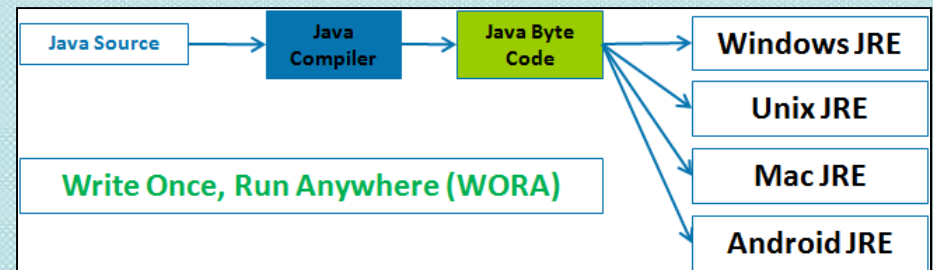 Java Source
Java
Compiler
Java Byte
Code
Windows JRE
Unix JRE
Mac JRE
Android JRE
Write Once, Run Anywhere (WORA)